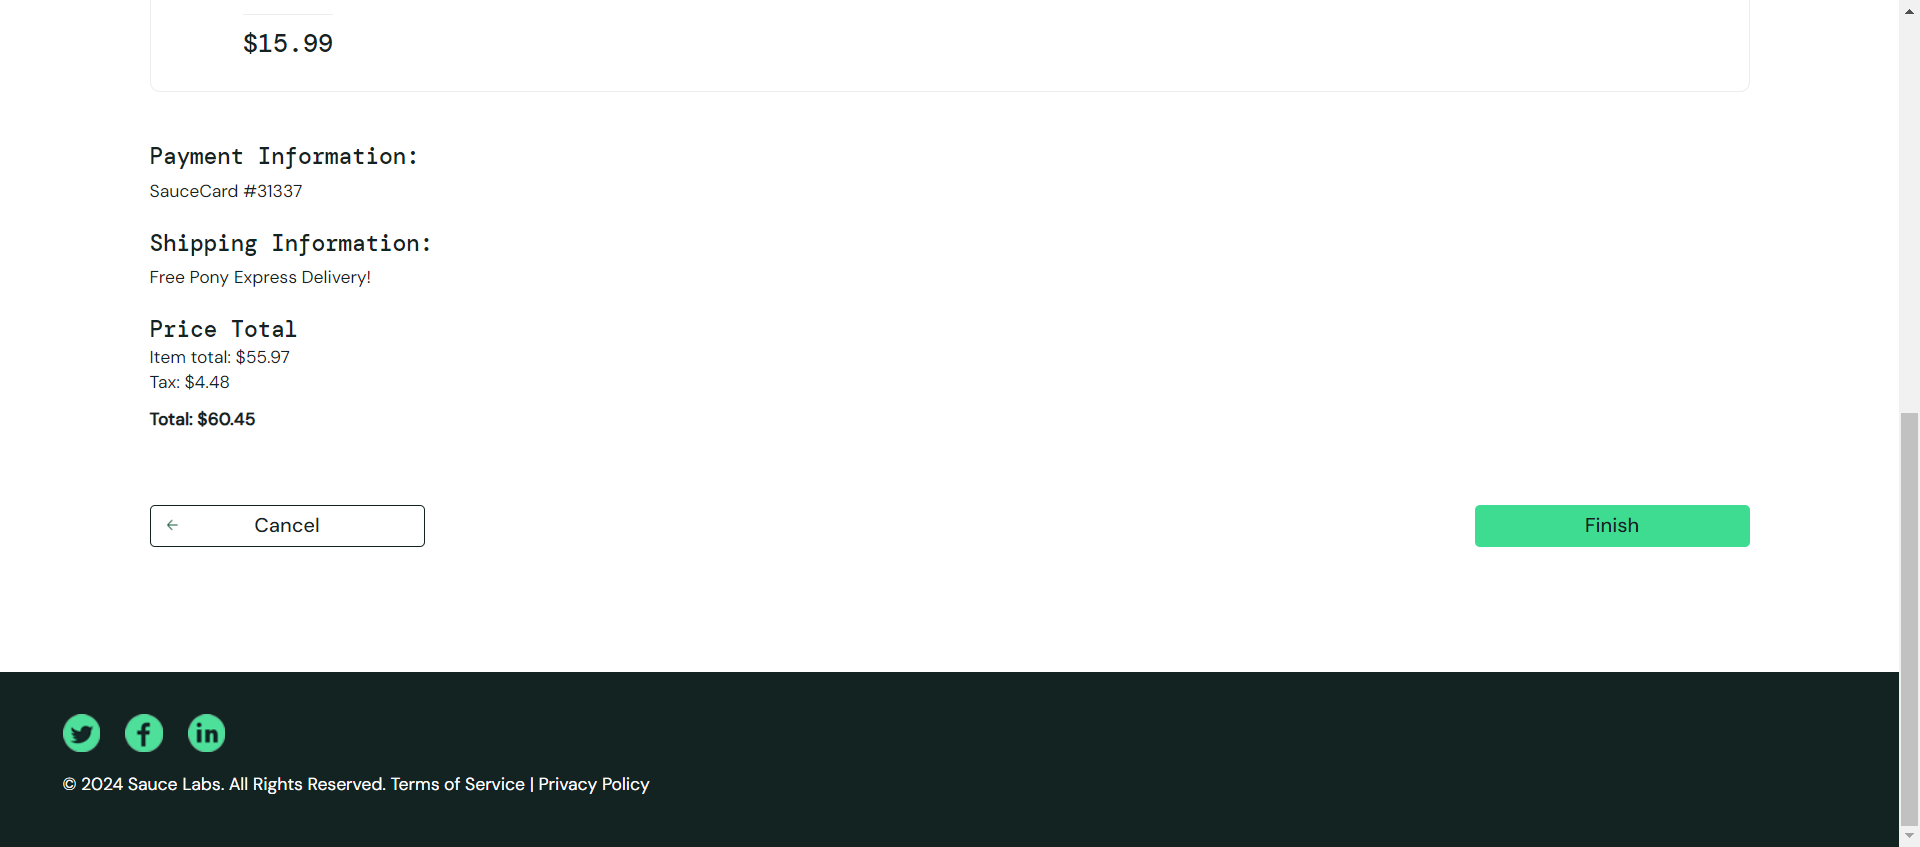 $15.99
Payment Information:
SauceCard #31337
Shipping Information:
Free Pony Express Delivery!
Price Total
Item total: $55.97
Tax: $4.48
Total: $60.45
Cancel
Finish
© 2024 Sauce Labs. All Rights Reserved. Terms of Service | Privacy Policy